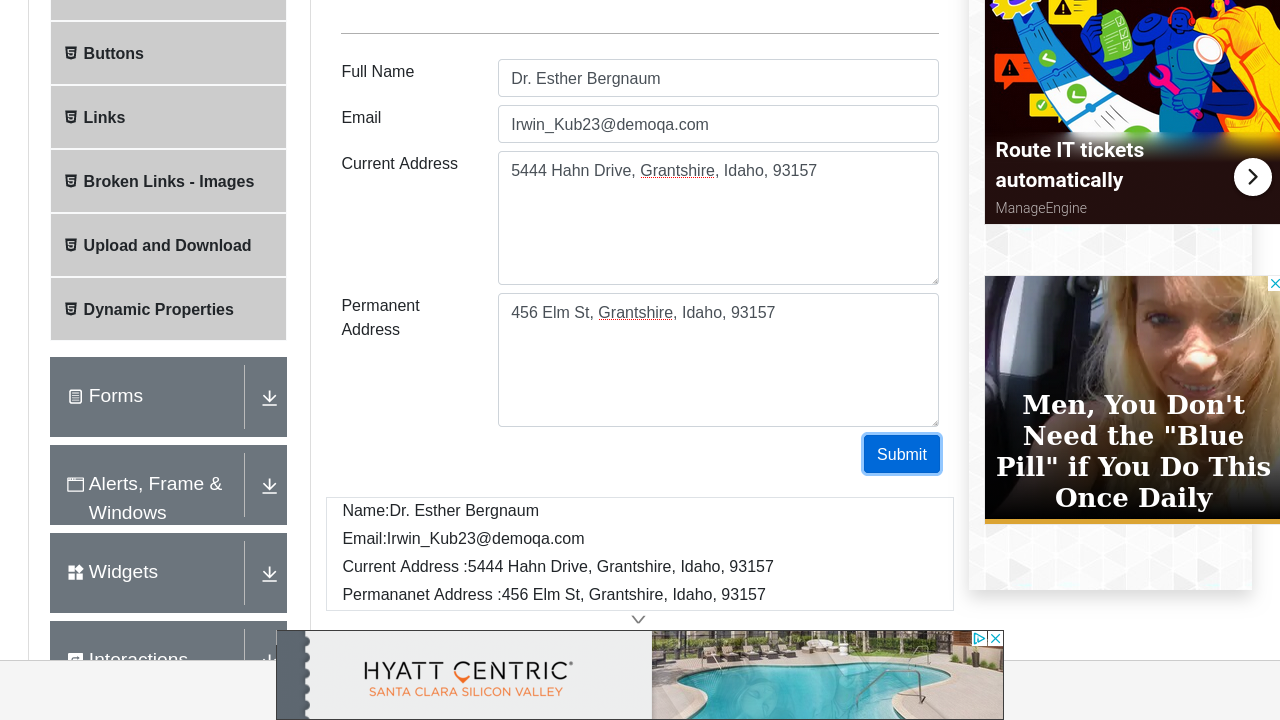 Buttons
Links
Broken Links - Images
Upload and Download
Dynamic Properties
Forms
Alerts, Frame &
Windows
Widgets
Interactions
Full Name
Dr. Esther Bergnaum
Email
Irwin_Kub23@demoqa.com
Current Address
5444 Hahn Drive, Grantshire, Idaho, 93157
Permanent
Address
456 Elm St, Grantshire, Idaho, 93157
Submit
Name:Dr. Esther Bergnaum
Email:Irwin_Kub23@demoqa.com
Current Address :5444 Hahn Drive, Grantshire, Idaho, 93157
Permananet Address :456 Elm St, Grantshire, Idaho, 93157
Route IT tickets
automatically
ManageEngine
Men, You Don't
Need the "Blue
Pill" if You Do This
Once Daily
HYATT CENTRIC®
SANTA CLARA SILICON VALLEY